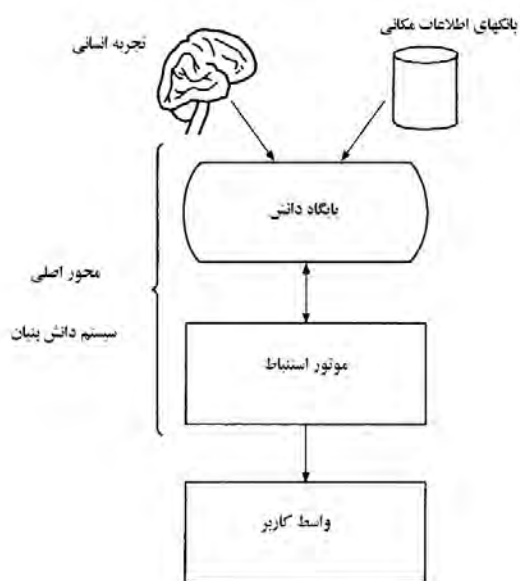 بانکهای اطلاعات مکانی
تجربه انسانی
پایگاه دانش
محور اصلی
سیستم دانش بنیان
موتور استنباط
واسط کاربر